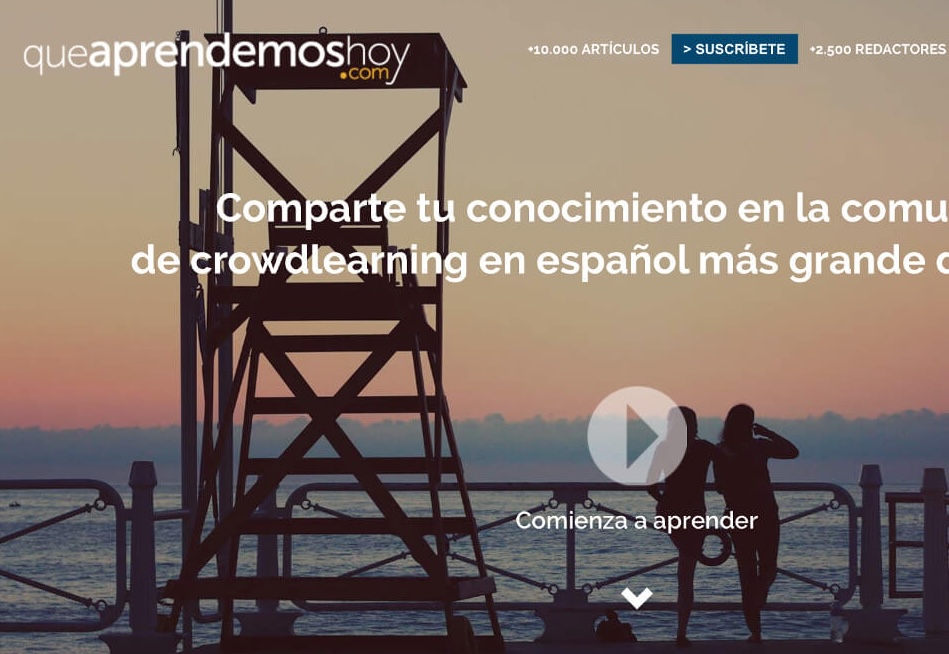 queaprendemoshoy
.com
+10.000 ARTÍCULOS
> SUSCRÍBETE
+2.500 REDACTORES
Comparte tu conocimiento en la comu
de crowdlearning en español más grande
Comienza a aprender